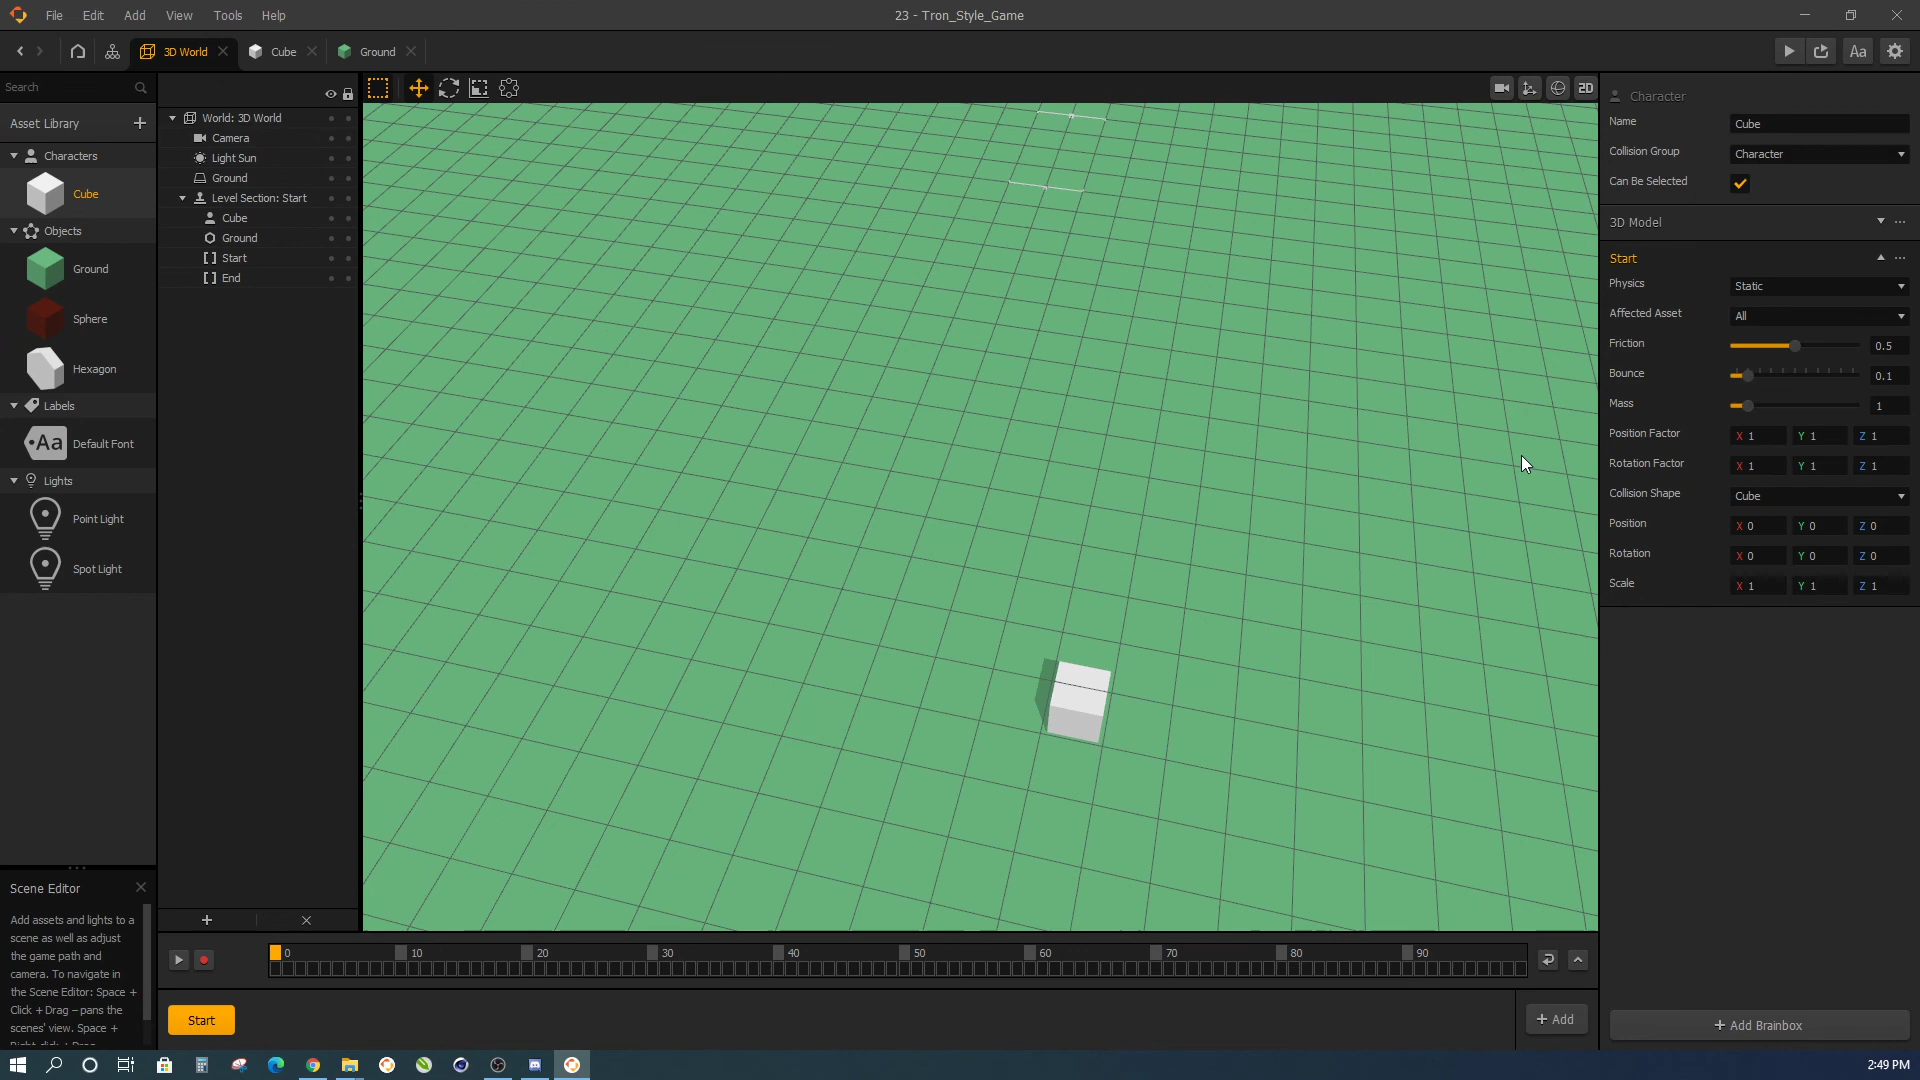 File Edit Add View Tools Help
23 - Tron_Style_Game
3D World Cube Ground
Aa
Search
Asset Library
Characters
Cube
Objects
Ground
Sphere
Hexagon
Labels
Aa Default Font
Lights
Point Light
Spot Light
Scene Editor
Add assets and lights to a
scene as well as adjust
the game path and
camera. To navigate in
the Scene Editor: Space +
Click + Drag – pans the
scenes' view. Space +
World: 3D World
Camera
Light Sun
Ground
Level Section: Start
Cube
Ground
Start
End
2D
0 10 20 30 40 50 60 70 80 90
Start
+ Add
Character
Name Cube
Collision Group Character
Can Be Selected
3D Model
Start
Physics Static
Affected Asset All
Friction 0.5
Bounce 0.1
Mass 1
Position Factor X 1 Y 1 Z 1
Rotation Factor X 1 Y 1 Z 1
Collision Shape Cube
Position X 0 Y 0 Z 0
Rotation X 0 Y 0 Z 0
Scale X 1 Y 1 Z 1
+ Add Brainbox
2:49 PM